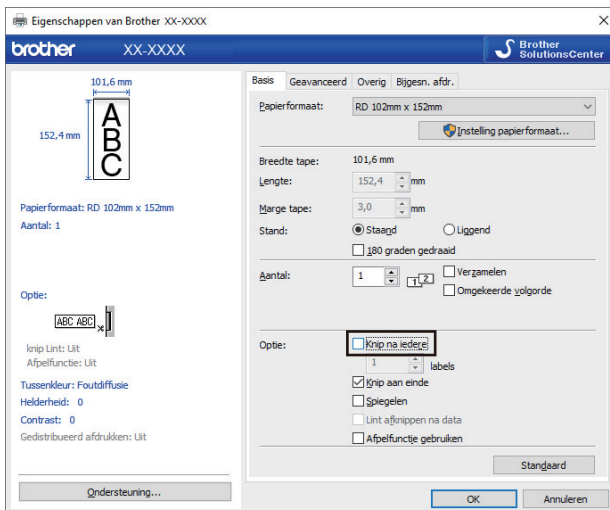 Eigenschappen van Brother XX-XXXX
brother XX-XXXX
Brother
SolutionsCenter
101,6 mm
152,4 mm
A
B
C
Papierformaat: RD 102mm x 152mm
Aantal: 1
Optie:
ABC ABC
knip Lint: Uit
Afpelfunctie: Uit
Tussenkleur: Foutdiffusie
Helderheid: 0
Contrast: 0
Gedistribueerd afdrukken: Uit
Ondersteuning...
Basis Geavanceerd Overig Bijgesn. afdr.
Papierformaat: RD 102mm x 152mm
Instelling papierformaat...
Breedte tape: 101,6 mm
Lengte: 152,4 mm
Marge tape: 3,0 mm
Stand: Staand Liggend
180 graden gedraaid
Aantal: 1 1 2 Verzamelen
Omgekeerde volgorde
Optie: Knip na iedere
1 labels
Knip aan einde
Spiegelen
Lint afknippen na data
Afpelfunctie gebruiken
Standaard
OK Annuleren